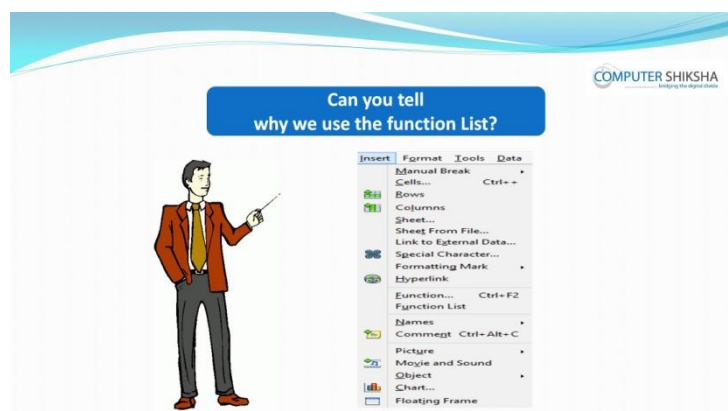 COMPUTER SHIKSHA
bridging the digital divide
Can you tell
why we use the function List?
Insert Format Tools Data
Manual Break
Cells... Ctrl++
Rows
Columns
Sheet...
Sheet From File...
Link to External Data...
Special Character...
Formatting Mark
Hyperlink
Function... Ctrl+F2
Function List
Names
Comment Ctrl+Alt+C
Picture
Movie and Sound
Object
Chart...
Floating Frame